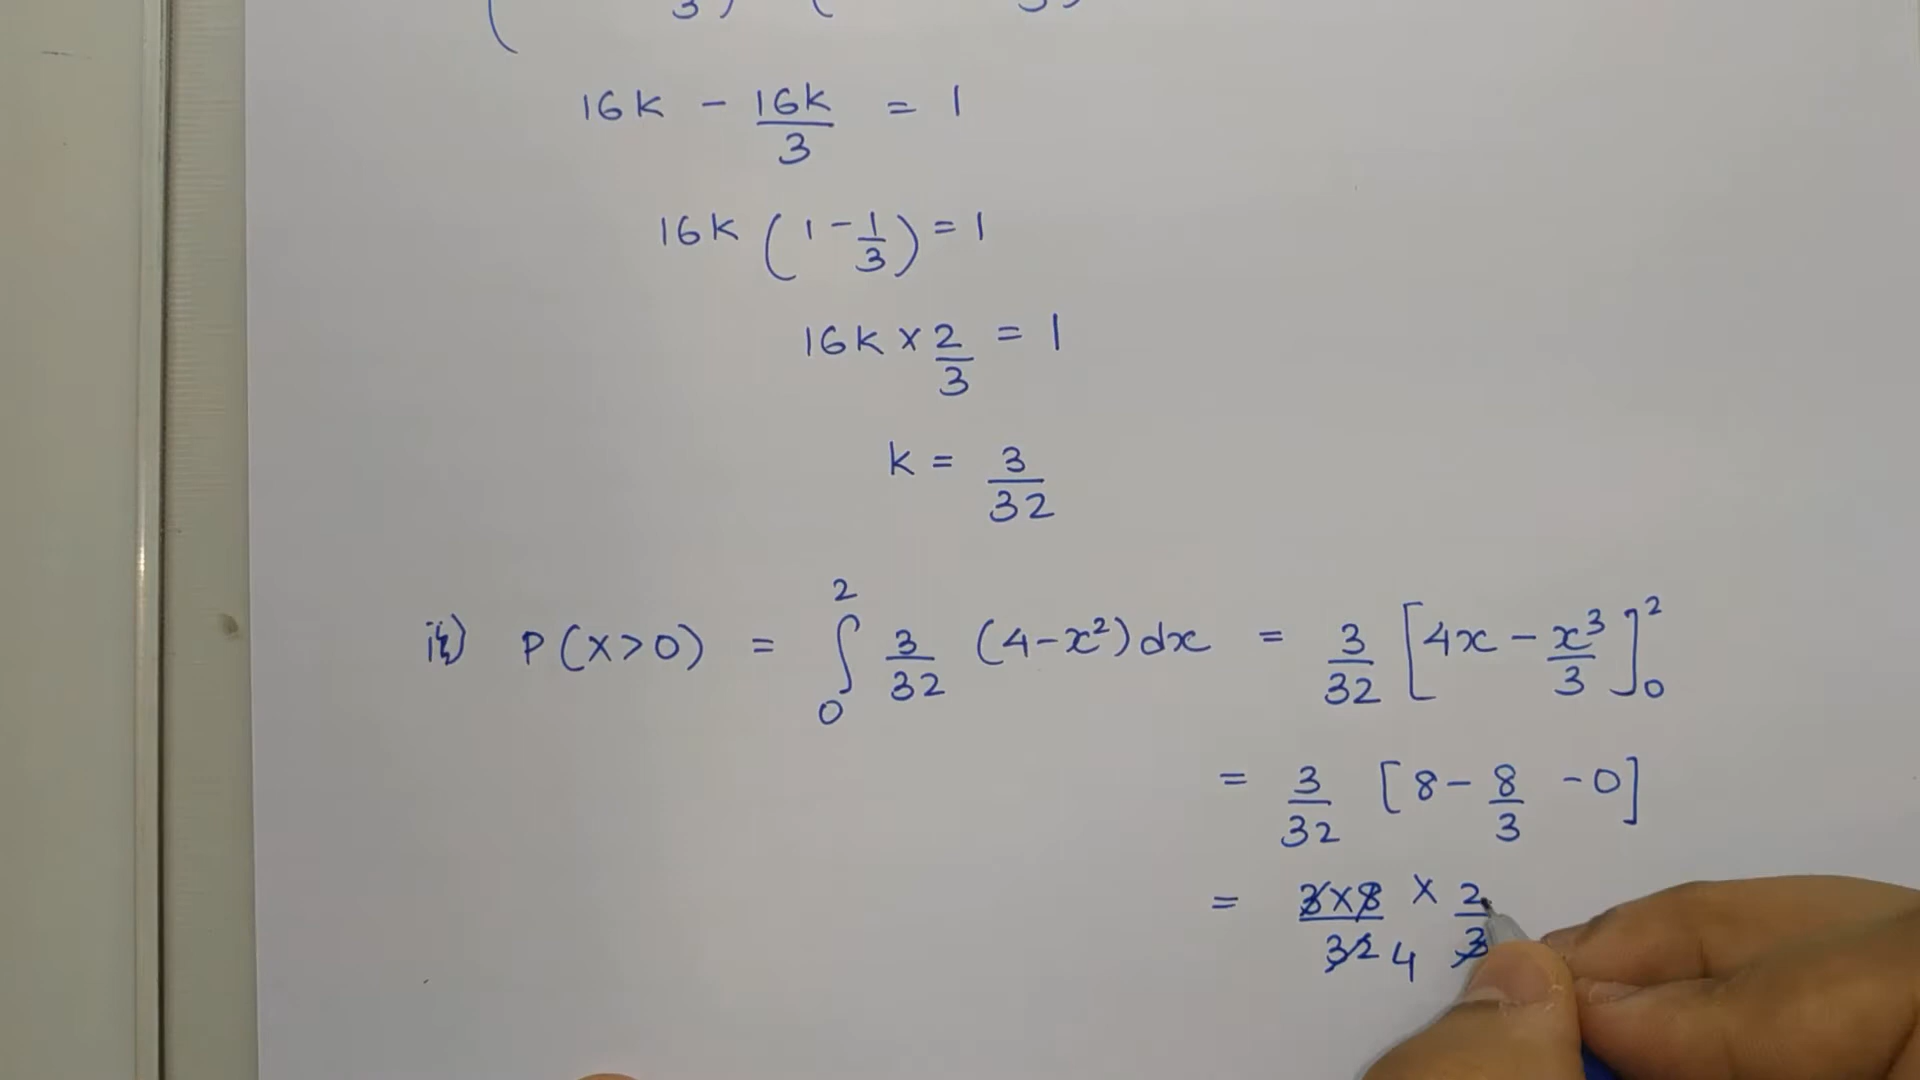 16k - 16k/3 = 1
16k (1 - 1/3) = 1
16k × 2/3 = 1
k = 3/32
ii) P(X>0) = ∫₀² 3/32 (4-x²)dx = 3/32 [4x - x³/3]₀²
= 3/32 [8 - 8/3 - 0]
= 3×8/32 4 × 2/3